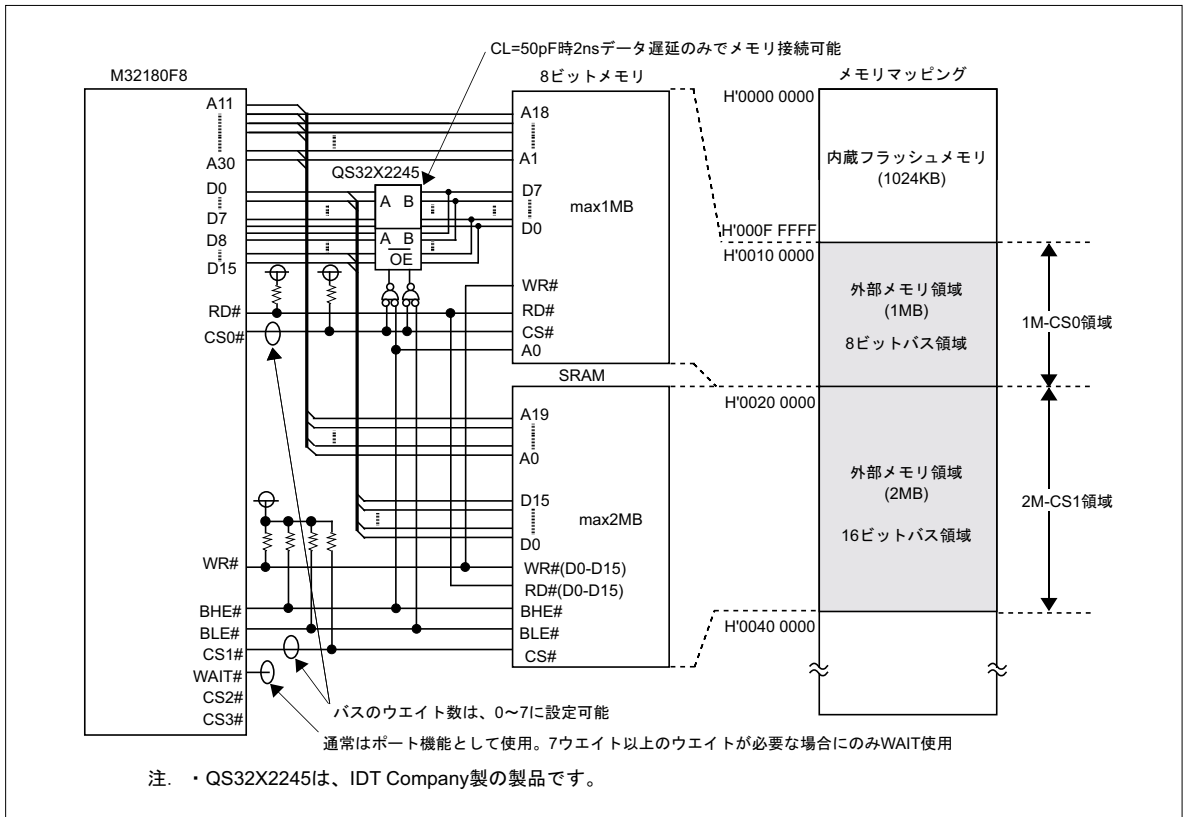 CL=50pF時2nsデータ遅延のみでメモリ接続可能
M32180F8
8ビットメモリ
メモリマッピング
A11
A30
D0
D7
D8
D15
RD#
CS0#
WR#
BHE#
BLE#
CS1#
WAIT#
CS2#
CS3#
QS32X2245
A B
A B
OE
A18
A1
D7
D0
max1MB
WR#
RD#
CS#
A0
SRAM
A19
A0
D15
max2MB
D0
WR#(D0-D15)
RD#(D0-D15)
BHE#
BLE#
CS#
H'0000 0000
内蔵フラッシュメモリ
(1024KB)
H'000F FFFF
H'0010 0000
外部メモリ領域
(1MB)
8ビットバス領域
1M-CS0領域
H'0020 0000
外部メモリ領域
(2MB)
16ビットバス領域
2M-CS1領域
H'0040 0000
バスのウエイト数は、0～7に設定可能
通常はポート機能として使用。7ウエイト以上のウエイトが必要な場合にのみWAIT使用
注. ・QS32X2245は、IDT Company製の製品です。